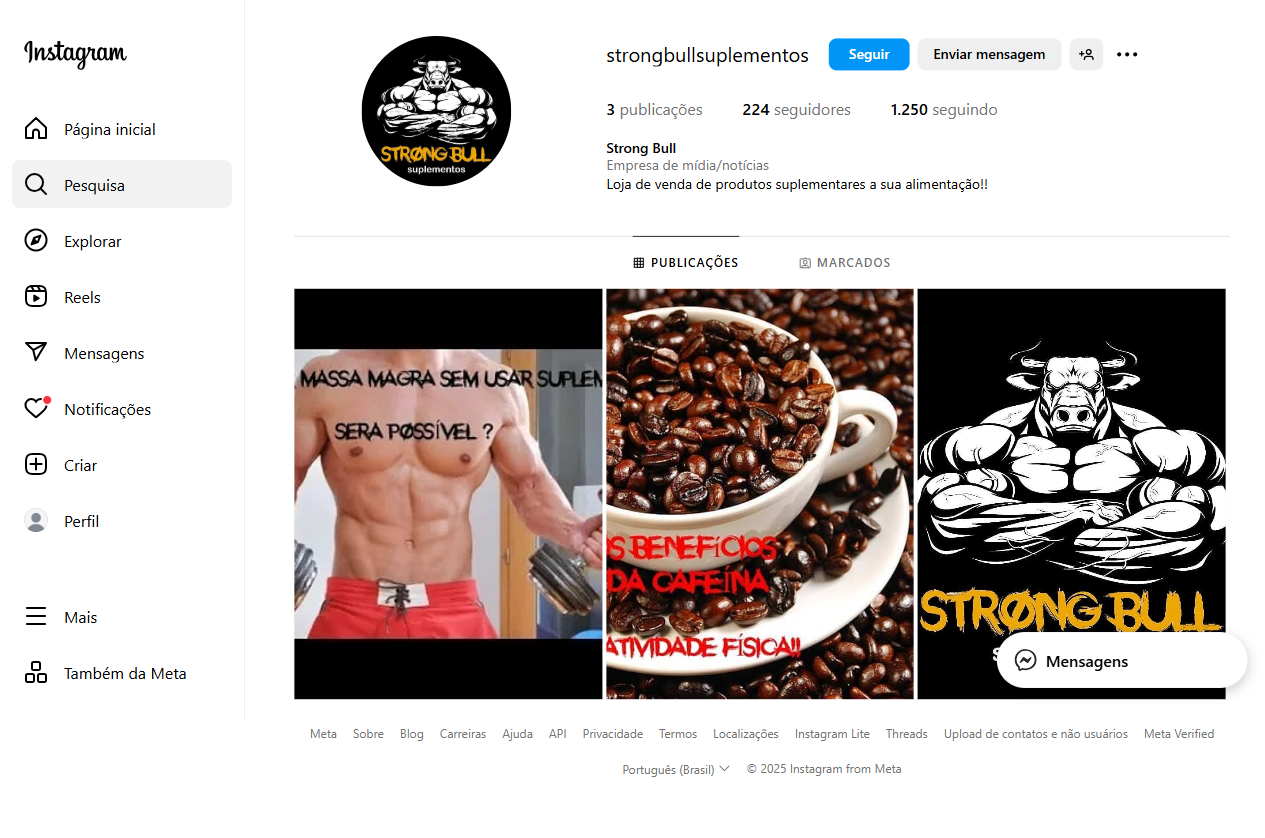 Instagram
Página inicial
Pesquisa
Explorar
Reels
Mensagens
Notificações
Criar
Perfil
Mais
Também da Meta
STRØNG BULL
suplementos
strongbullsuplementos
Seguir
Enviar mensagem
3 publicações 224 seguidores 1.250 seguindo
Strong Bull
Empresa de mídia/notícias
Loja de venda de produtos suplementares a sua alimentação!!
PUBLICAÇÕES
MARCADOS
MASSA MAGRA SEM USAR SUPLEM
SERA PØSSÍVEL ?
OS BENEFÍCIOS
DA CAFEÍNA
ATIVIDADE FÍSICA!!
STRØNG BULL
Mensagens
Meta Sobre Blog Carreiras Ajuda API Privacidade Termos Localizações Instagram Lite Threads Upload de contatos e não usuários Meta Verified
Português (Brasil) © 2025 Instagram from Meta